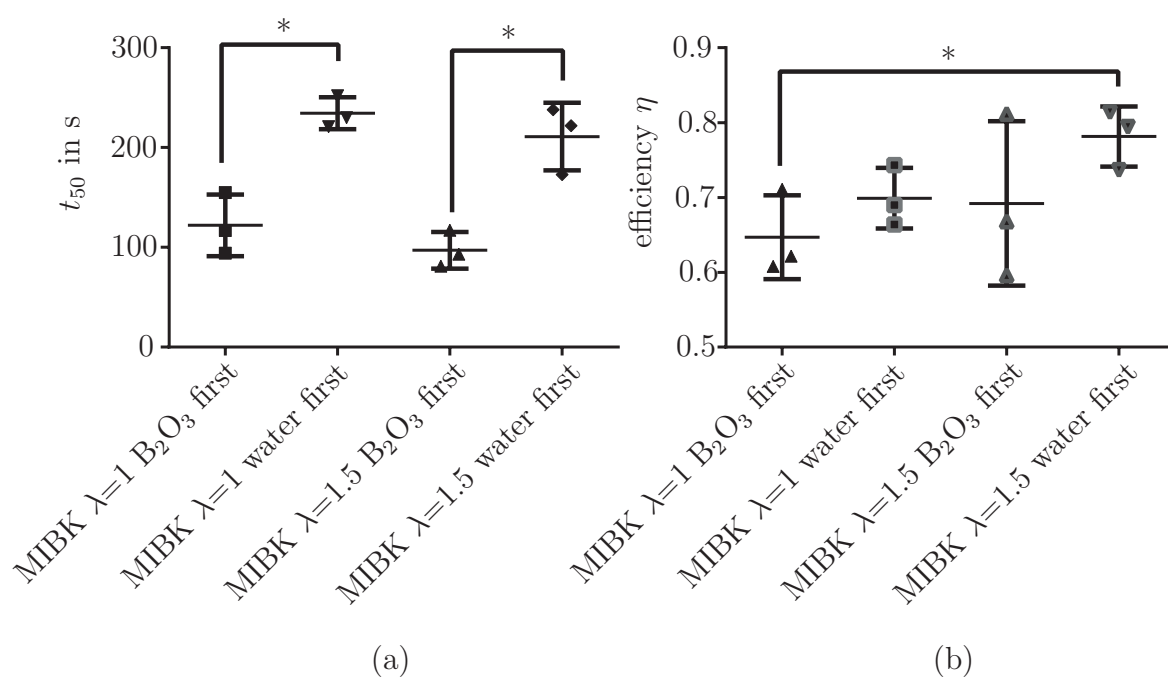 *
*
300
200
100
0
t₅₀ in s
MIBK λ=1 B₂O₃ first
MIBK λ=1 water first
MIBK λ=1.5 B₂O₃ first
MIBK λ=1.5 water first
(a)
*
0.9
0.8
0.7
0.6
0.5
efficiency η
MIBK λ=1 B₂O₃ first
MIBK λ=1 water first
MIBK λ=1.5 B₂O₃ first
MIBK λ=1.5 water first
(b)